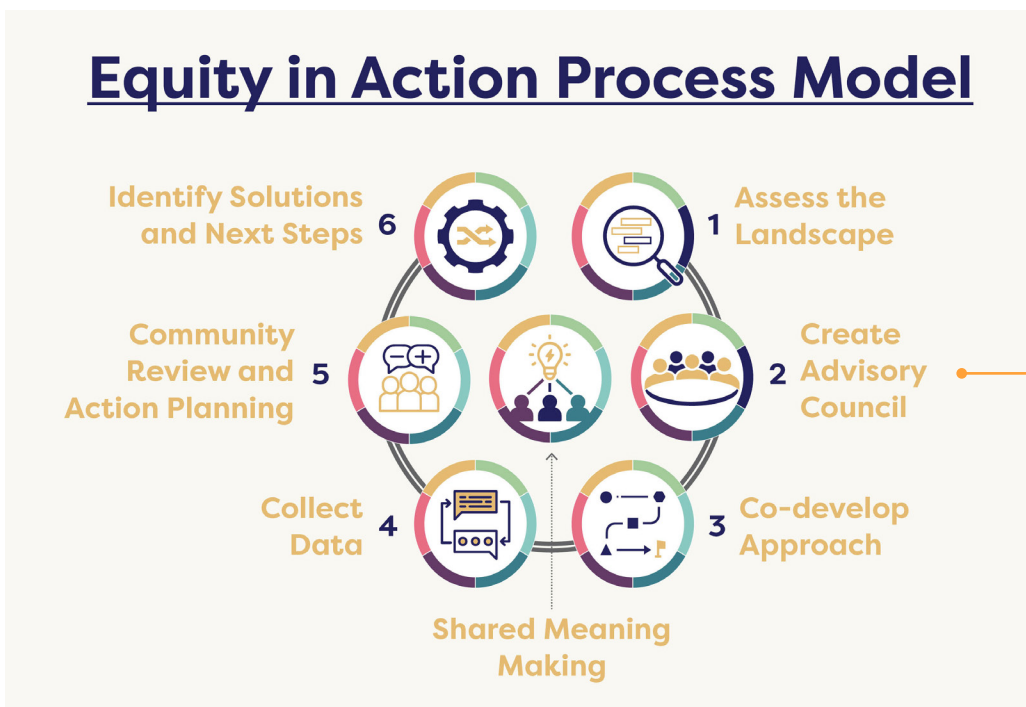 Equity in Action Process Model
1
Assess the
Landscape
2
Create
Advisory
Council
3
Co-develop
Approach
4
Collect
Data
5
Community
Review and
Action Planning
6
Identify Solutions
and Next Steps
Shared Meaning
Making